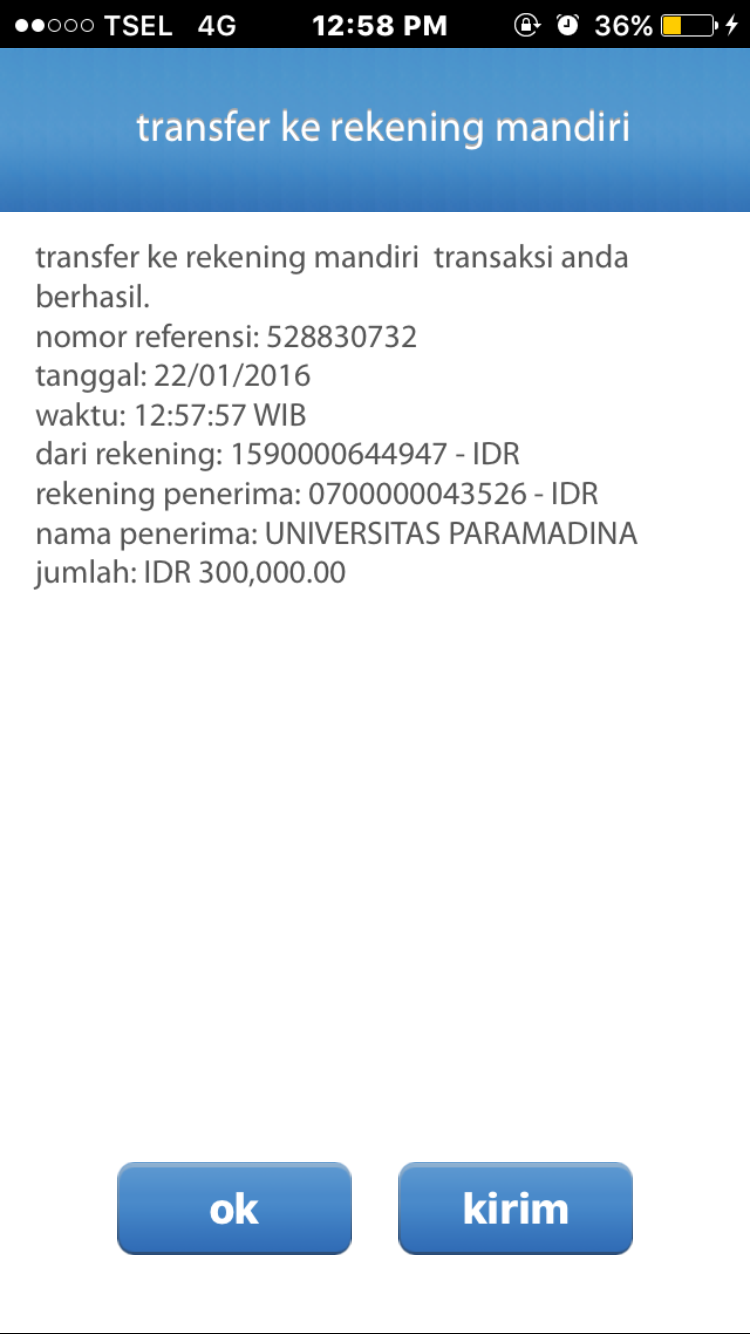 TSEL 4G 12:58 PM 36%
transfer ke rekening mandiri
transfer ke rekening mandiri  transaksi anda
berhasil.
nomor referensi: 528830732
tanggal: 22/01/2016
waktu: 12:57:57 WIB
dari rekening: 1590000644947 - IDR
rekening penerima: 0700000043526 - IDR
nama penerima: UNIVERSITAS PARAMADINA
jumlah: IDR 300,000.00
ok kirim